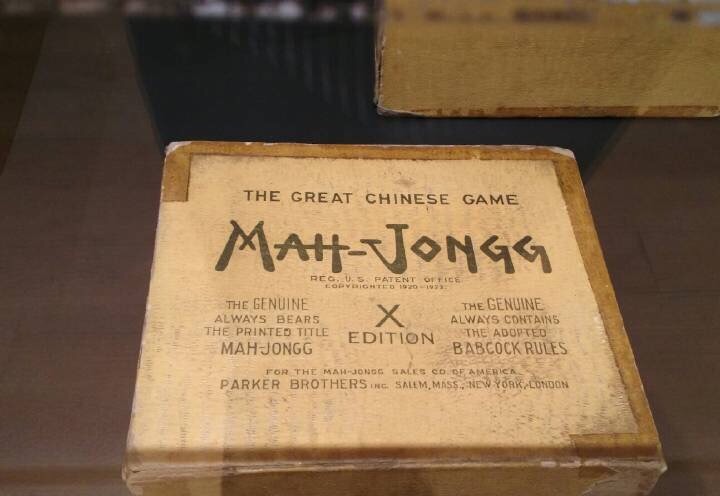 THE GREAT CHINESE GAME
MAH-JONGG
REG. U.S. PATENT OFFICE
COPYRIGHTED 1920-1923.
THE GENUINE
ALWAYS BEARS
THE PRINTED TITLE
MAH-JONGG
X
EDITION
THE GENUINE
ALWAYS CONTAINS
THE ADOPTED
BABCOCK RULES
FOR THE MAH-JONGG SALES CO. OF AMERICA
PARKER BROTHERS INC. SALEM, MASS., NEW YORK, LONDON